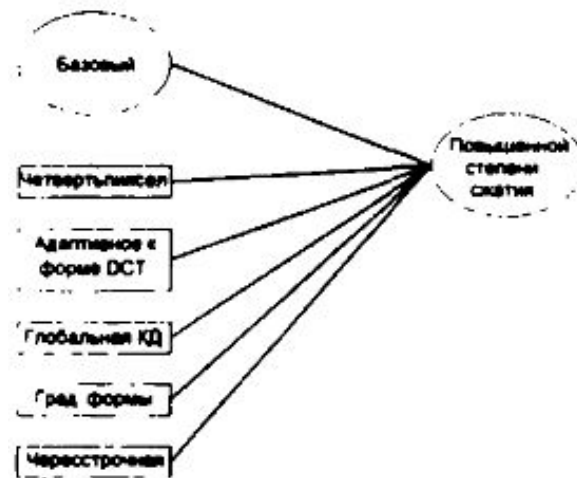 Базовый
Повышенной
степени
сжатия
Четвертьпиксел
Адаптивное к
форме DCT
Глобальная КД
Град. формы
Чересстрочная